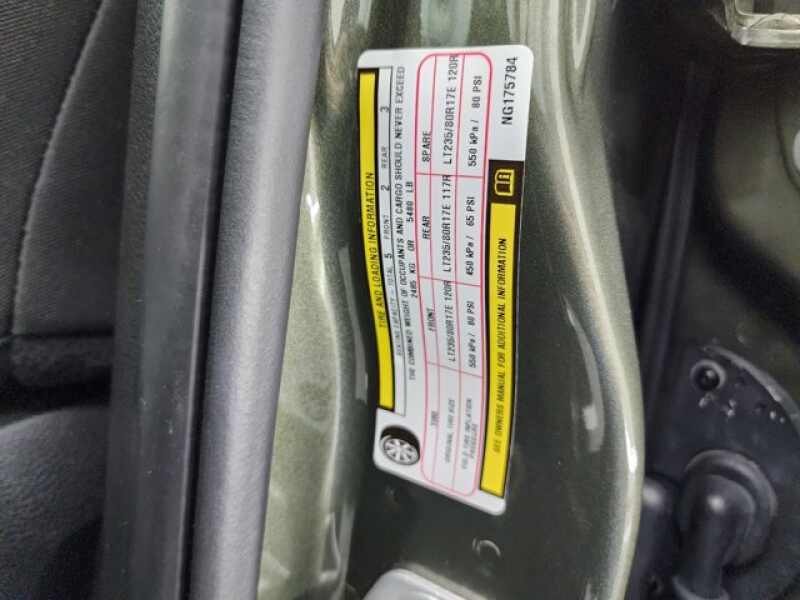 TIRE AND LOADING INFORMATION
SEATING CAPACITY - TOTAL 5 FRONT 2 REAR 3
THE COMBINED WEIGHT OF OCCUPANTS AND CARGO SHOULD NEVER EXCEED
2485 KG OR 5480 LB
TIRE FRONT REAR SPARE
ORIGINAL TIRE SIZE LT235/80R17E 120R LT235/80R17E 117R LT235/80R17E 120R
COLD TIRE INFLATION PRESSURE 550 kPa/ 80 PSI 450 kPa/ 65 PSI 550 kPa/ 80 PSI
SEE OWNERS MANUAL FOR ADDITIONAL INFORMATION
NG175784